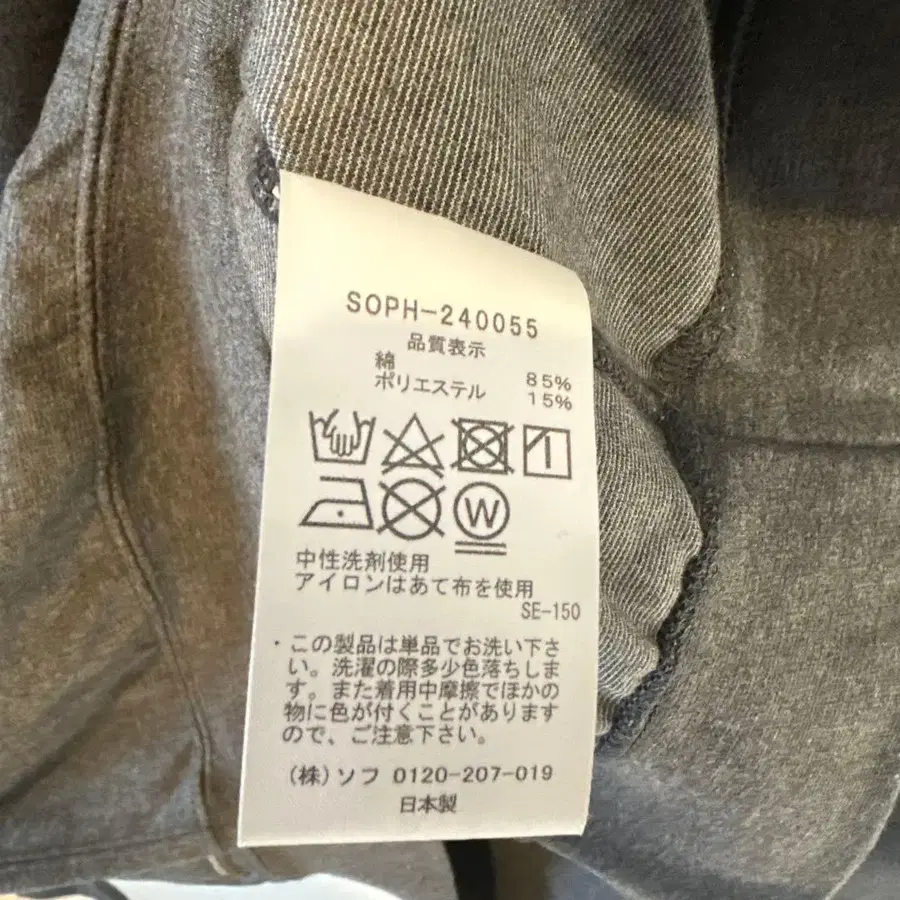 SOPH-240055
品質表示
綿 85%
ポリエステル 15%
W
中性洗剤使用
アイロンはあて布を使用
SE-150
・この製品は単品でお洗い下さ
い。洗濯の際多少色落ちしま
す。また着用中摩擦でほかの
物に色が付くことがあります
ので、ご注意下さい。
(株)ソフ 0120-207-019
日本製